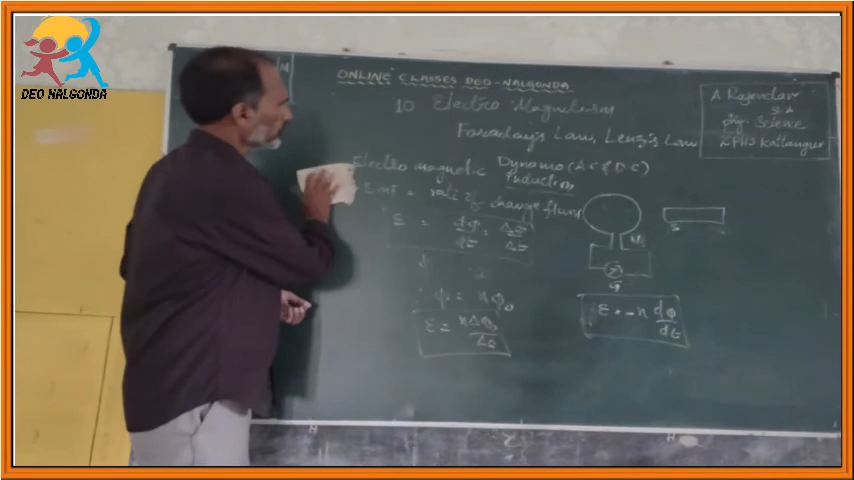 DEO NALGONDA
ONLINE CLASSES DEO-NALGONDA
10 Electro Magnetism
Faraday's Law, Lenz's Law
A Rajendar
S.A
phy-Science
ZPHS Kattangur
Electro magnetic Dynamo (AC & D.C)
Induction
Emf = rate of change flux
ε = dΦ/dt = ΔΦ/Δt
N
S
G
Φ = nΦ₀
ε = nΔΦ/Δt
ε = -n dΦ/dt